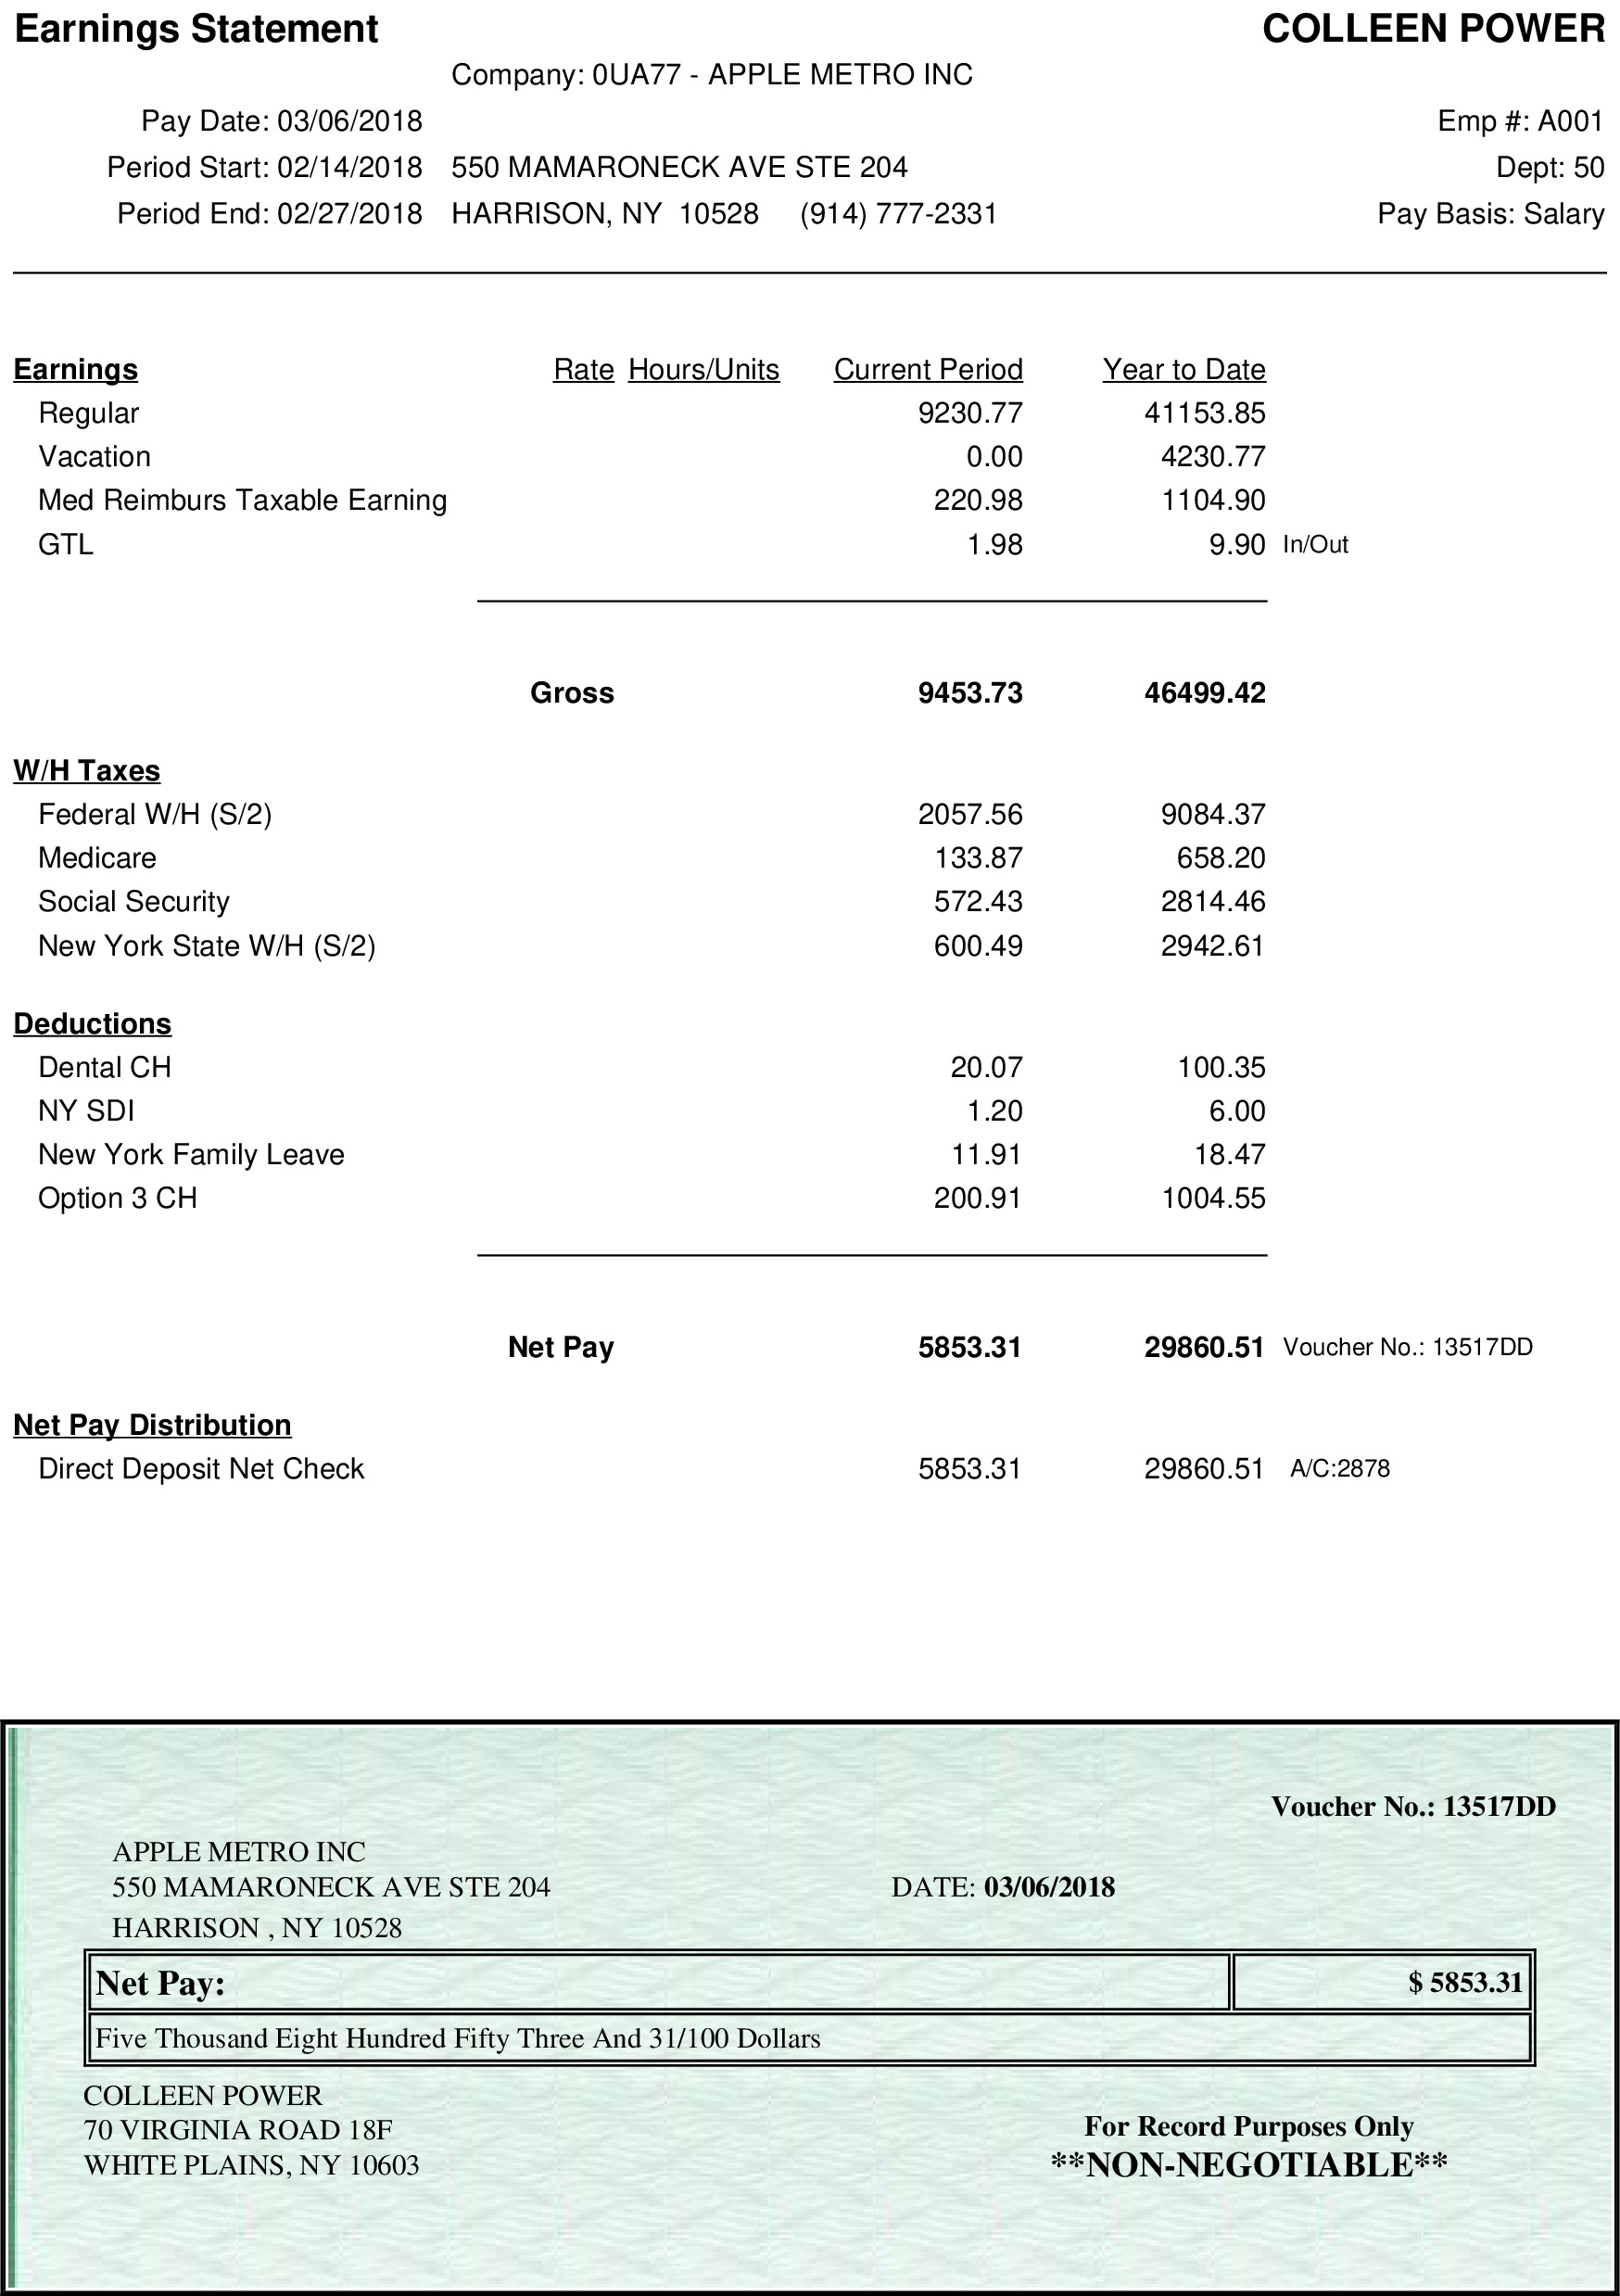 Earnings Statement COLLEEN POWER
Company: 0UA77 - APPLE METRO INC
Pay Date: 03/06/2018 Emp #: A001
Period Start: 02/14/2018 550 MAMARONECK AVE STE 204 Dept: 50
Period End: 02/27/2018 HARRISON, NY 10528 (914) 777-2331 Pay Basis: Salary
Earnings Rate Hours/Units Current Period Year to Date
Regular 9230.77 41153.85
Vacation 0.00 4230.77
Med Reimburs Taxable Earning 220.98 1104.90
GTL 1.98 9.90 In/Out
Gross 9453.73 46499.42
W/H Taxes
Federal W/H (S/2) 2057.56 9084.37
Medicare 133.87 658.20
Social Security 572.43 2814.46
New York State W/H (S/2) 600.49 2942.61
Deductions
Dental CH 20.07 100.35
NY SDI 1.20 6.00
New York Family Leave 11.91 18.47
Option 3 CH 200.91 1004.55
Net Pay 5853.31 29860.51 Voucher No.: 13517DD
Net Pay Distribution
Direct Deposit Net Check 5853.31 29860.51 A/C:2878
Voucher No.: 13517DD
APPLE METRO INC
550 MAMARONECK AVE STE 204 DATE: 03/06/2018
HARRISON , NY 10528
Net Pay: $ 5853.31
Five Thousand Eight Hundred Fifty Three And 31/100 Dollars
COLLEEN POWER
70 VIRGINIA ROAD 18F For Record Purposes Only
WHITE PLAINS, NY 10603 **NON-NEGOTIABLE**